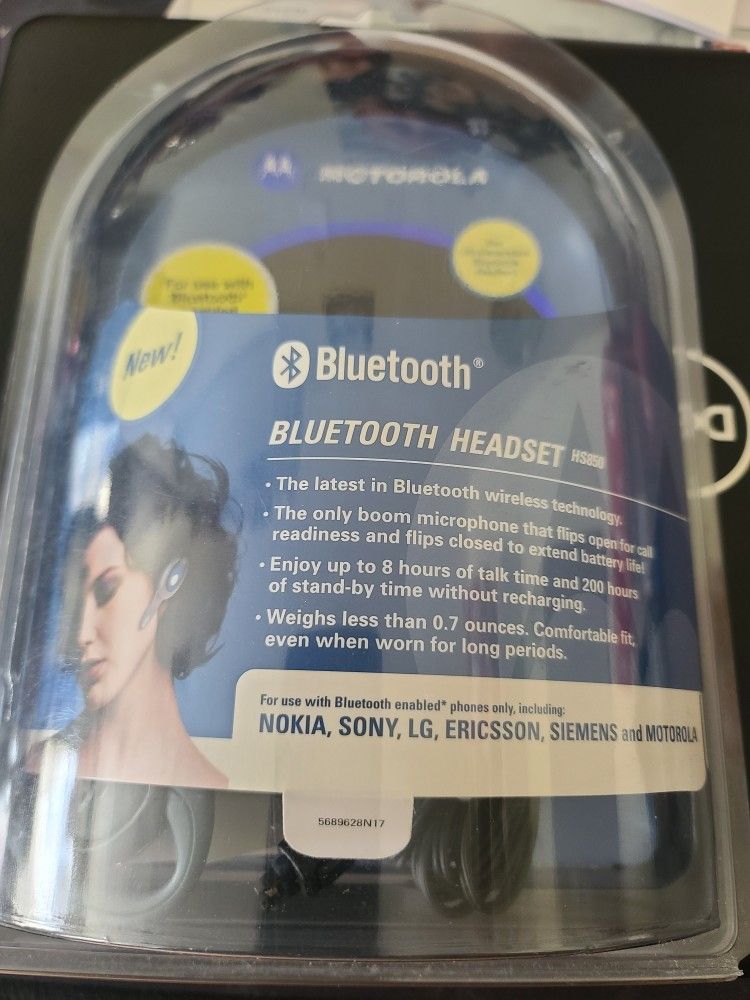 MOTOROLA
For use with
Bluetooth®
New!
Bluetooth®
BLUETOOTH HEADSET HS850
• The latest in Bluetooth wireless technology.
• The only boom microphone that flips open for call
readiness and flips closed to extend battery life!
• Enjoy up to 8 hours of talk time and 200 hours
of stand-by time without recharging.
• Weighs less than 0.7 ounces. Comfortable fit,
even when worn for long periods.
For use with Bluetooth enabled* phones only, including:
NOKIA, SONY, LG, ERICSSON, SIEMENS and MOTOROLA
5689628N17